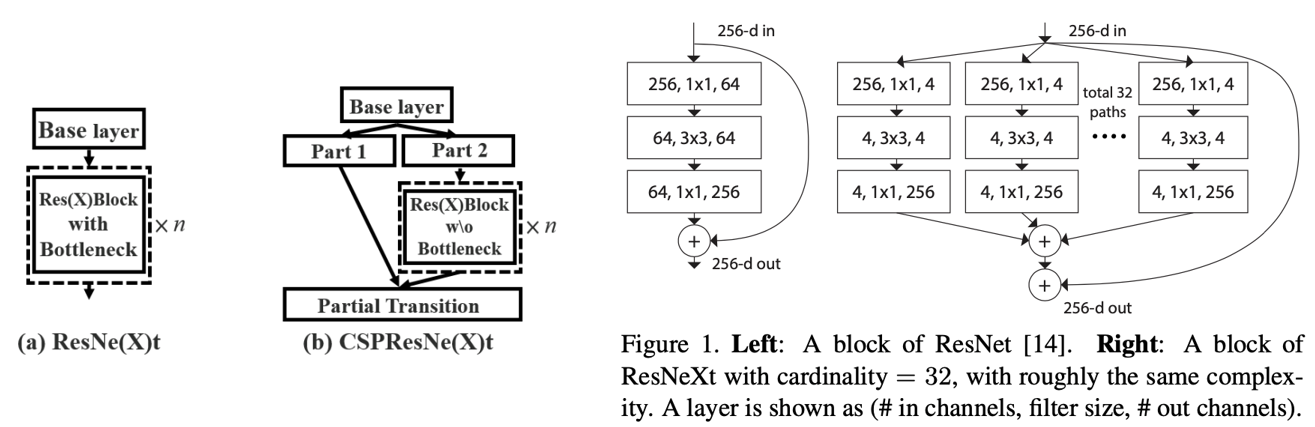 Base layer
Res(X)Block
with
Bottleneck
× n
(a) ResNe(X)t
Base layer
Part 1
Part 2
Res(X)Block
w\o
Bottleneck
× n
Partial Transition
(b) CSPResNe(X)t
256-d in
256, 1x1, 64
64, 3x3, 64
64, 1x1, 256
+
256-d out
256-d in
256, 1x1, 4
256, 1x1, 4
total 32
paths
....
256, 1x1, 4
4, 3x3, 4
4, 3x3, 4
4, 3x3, 4
4, 1x1, 256
4, 1x1, 256
4, 1x1, 256
+
+
256-d out
Figure 1. Left: A block of ResNet [14]. Right: A block of
ResNeXt with cardinality = 32, with roughly the same complex-
ity. A layer is shown as (# in channels, filter size, # out channels).